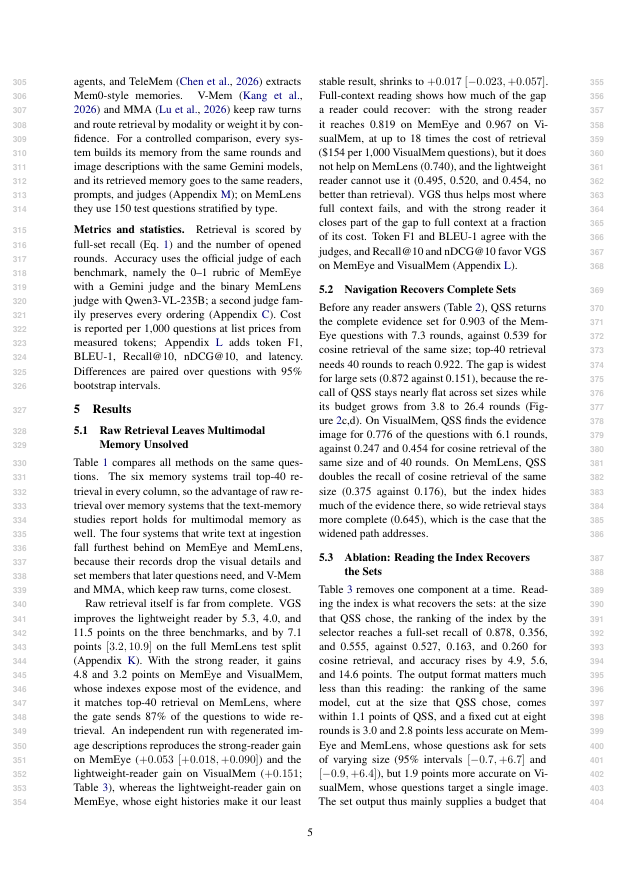 305 agents, and TeleMem (Chen et al., 2026) extracts
306 Mem0-style memories. V-Mem (Kang et al.,
307 2026) and MMA (Lu et al., 2026) keep raw turns
308 and route retrieval by modality or weight it by con-
309 fidence. For a controlled comparison, every sys-
310 tem builds its memory from the same rounds and
311 image descriptions with the same Gemini models,
312 and its retrieved memory goes to the same readers,
313 prompts, and judges (Appendix M); on MemLens
314 they use 150 test questions stratified by type.
315 Metrics and statistics. Retrieval is scored by
316 full-set recall (Eq. 1) and the number of opened
317 rounds. Accuracy uses the official judge of each
318 benchmark, namely the 0–1 rubric of MemEye
319 with a Gemini judge and the binary MemLens
320 judge with Qwen3-VL-235B; a second judge fam-
321 ily preserves every ordering (Appendix C). Cost
322 is reported per 1,000 questions at list prices from
323 measured tokens; Appendix L adds token F1,
324 BLEU-1, Recall@10, nDCG@10, and latency.
325 Differences are paired over questions with 95%
326 bootstrap intervals.
327 5 Results
328 5.1 Raw Retrieval Leaves Multimodal
329 Memory Unsolved
330 Table 1 compares all methods on the same ques-
331 tions. The six memory systems trail top-40 re-
332 trieval in every column, so the advantage of raw re-
333 trieval over memory systems that the text-memory
334 studies report holds for multimodal memory as
335 well. The four systems that write text at ingestion
336 fall furthest behind on MemEye and MemLens,
337 because their records drop the visual details and
338 set members that later questions need, and V-Mem
339 and MMA, which keep raw turns, come closest.
340 Raw retrieval itself is far from complete. VGS
341 improves the lightweight reader by 5.3, 4.0, and
342 11.5 points on the three benchmarks, and by 7.1
343 points [3.2, 10.9] on the full MemLens test split
344 (Appendix K). With the strong reader, it gains
345 4.8 and 3.2 points on MemEye and VisualMem,
346 whose indexes expose most of the evidence, and
347 it matches top-40 retrieval on MemLens, where
348 the gate sends 87% of the questions to wide re-
349 trieval. An independent run with regenerated im-
350 age descriptions reproduces the strong-reader gain
351 on MemEye (+0.053 [+0.018, +0.090]) and the
352 lightweight-reader gain on VisualMem (+0.151;
353 Table 3), whereas the lightweight-reader gain on
354 MemEye, whose eight histories make it our least
355 stable result, shrinks to +0.017 [−0.023, +0.057].
356 Full-context reading shows how much of the gap
357 a reader could recover: with the strong reader
358 it reaches 0.819 on MemEye and 0.967 on Vi-
359 sualMem, at up to 18 times the cost of retrieval
360 ($154 per 1,000 VisualMem questions), but it does
361 not help on MemLens (0.740), and the lightweight
362 reader cannot use it (0.495, 0.520, and 0.454, no
363 better than retrieval). VGS thus helps most where
364 full context fails, and with the strong reader it
365 closes part of the gap to full context at a fraction
366 of its cost. Token F1 and BLEU-1 agree with the
367 judges, and Recall@10 and nDCG@10 favor VGS
368 on MemEye and VisualMem (Appendix L).
369 5.2 Navigation Recovers Complete Sets
370 Before any reader answers (Table 2), QSS returns
371 the complete evidence set for 0.903 of the Mem-
372 Eye questions with 7.3 rounds, against 0.539 for
373 cosine retrieval of the same size; top-40 retrieval
374 needs 40 rounds to reach 0.922. The gap is widest
375 for large sets (0.872 against 0.151), because the re-
376 call of QSS stays nearly flat across set sizes while
377 its budget grows from 3.8 to 26.4 rounds (Fig-
378 ure 2c,d). On VisualMem, QSS finds the evidence
379 image for 0.776 of the questions with 6.1 rounds,
380 against 0.247 and 0.454 for cosine retrieval of the
381 same size and of 40 rounds. On MemLens, QSS
382 doubles the recall of cosine retrieval of the same
383 size (0.375 against 0.176), but the index hides
384 much of the evidence there, so wide retrieval stays
385 more complete (0.645), which is the case that the
386 widened path addresses.
387 5.3 Ablation: Reading the Index Recovers
388 the Sets
389 Table 3 removes one component at a time. Read-
390 ing the index is what recovers the sets: at the size
391 that QSS chose, the ranking of the index by the
392 selector reaches a full-set recall of 0.878, 0.356,
393 and 0.555, against 0.527, 0.163, and 0.260 for
394 cosine retrieval, and accuracy rises by 4.9, 5.6,
395 and 14.6 points. The output format matters much
396 less than this reading: the ranking of the same
397 model, cut at the size that QSS chose, comes
398 within 1.1 points of QSS, and a fixed cut at eight
399 rounds is 3.0 and 2.8 points less accurate on Mem-
400 Eye and MemLens, whose questions ask for sets
401 of varying size (95% intervals [−0.7, +6.7] and
402 [−0.9, +6.4]), but 1.9 points more accurate on Vi-
403 sualMem, whose questions target a single image.
404 The set output thus mainly supplies a budget that
5